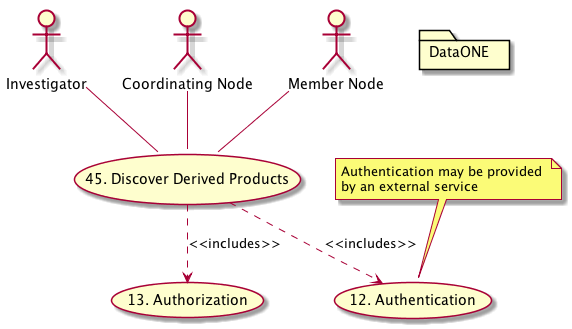 DataONE
Investigator
Coordinating Node
Member Node
45. Discover Derived Products
Authentication may be provided
by an external service
<<includes>>
<<includes>>
13. Authorization
12. Authentication